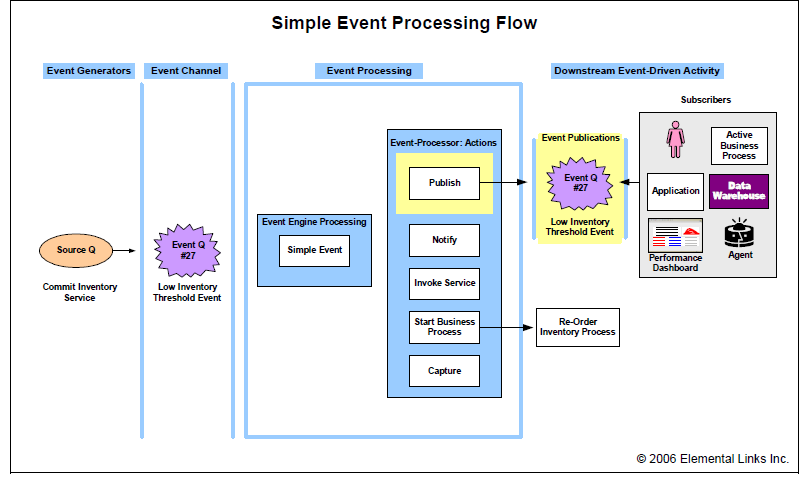 Simple Event Processing Flow
Event Generators
Event Channel
Event Processing
Downstream Event-Driven Activity
Source Q
Commit Inventory
Service
Event Q
#27
Low Inventory
Threshold Event
Event Engine Processing
Simple Event
Event-Processor: Actions
Publish
Notify
Invoke Service
Start Business
Process
Capture
Event Publications
Event Q
#27
Low Inventory
Threshold Event
Re-Order
Inventory Process
Subscribers
Active
Business
Process
Application
Data
Warehouse
Performance
Dashboard
Agent
© 2006 Elemental Links Inc.